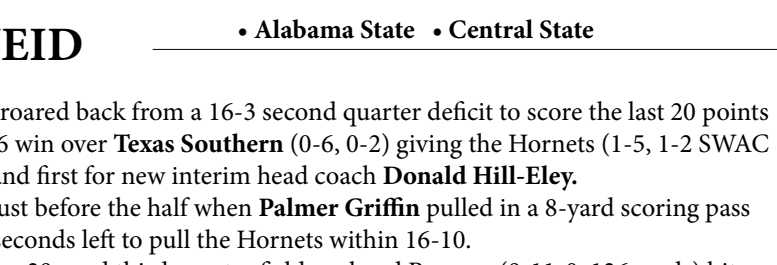 EID
• Alabama State • Central State
roared back from a 16-3 second quarter deficit to score the last 20 points
6 win over Texas Southern (0-6, 0-2) giving the Hornets (1-5, 1-2 SWAC
nd first for new interim head coach Donald Hill-Eley.
ust before the half when Palmer Griffin pulled in a 8-yard scoring pass
seconds left to pull the Hornets within 16-10.